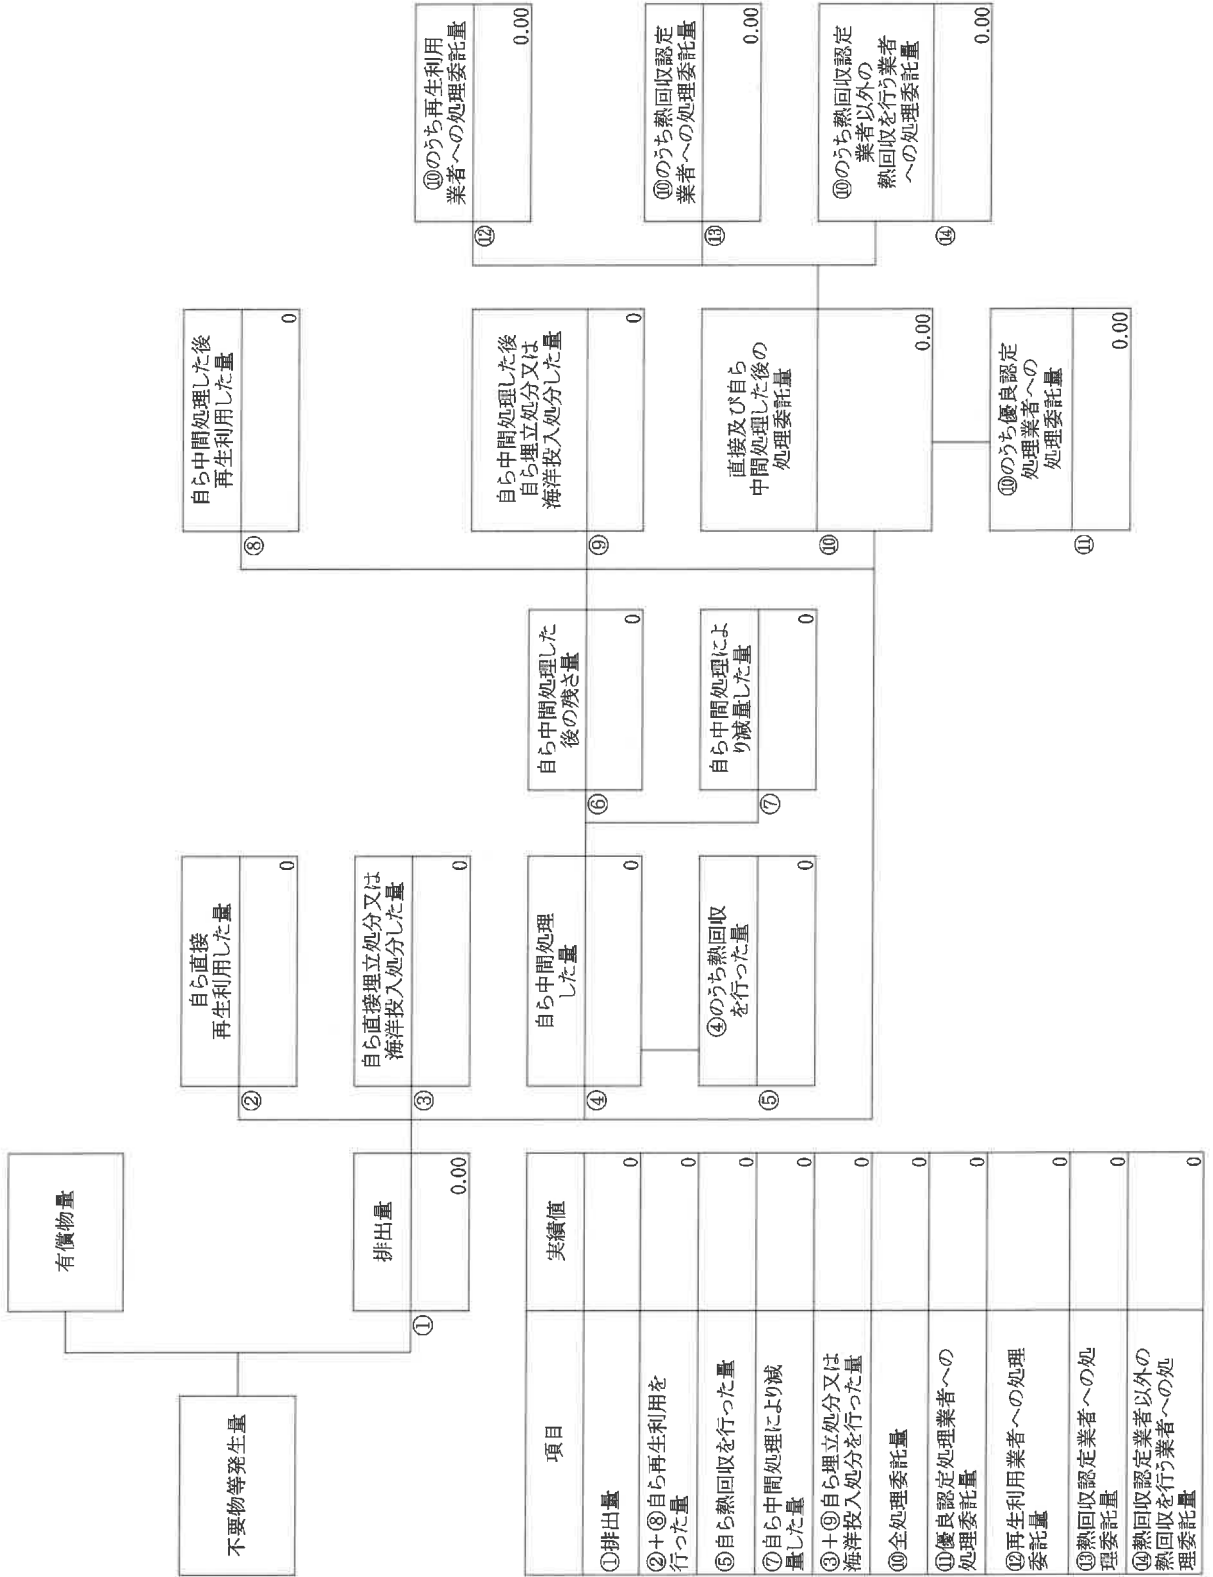 不要物等発生量
有償物量
①
排出量
0.00
②
自ら直接
再生利用した量
0
③
自ら直接埋立処分又は
海洋投入処分した量
0
④
自ら中間処理
した量
0
⑤
④のうち熱回収
を行った量
0
⑥
自ら中間処理した
後の残さ量
0
⑦
自ら中間処理によ
り減量した量
0
⑧
自ら中間処理した後
再生利用した量
0
⑨
自ら中間処理した後
自ら埋立処分又は
海洋投入処分した量
0
⑩
直接及び自ら
中間処理した後の
処理委託量
0.00
⑪
⑩のうち優良認定
処理業者への
処理委託量
0.00
⑫
⑩のうち再生利用
業者への処理委託量
0.00
⑬
⑩のうち熱回収認定
業者への処理委託量
0.00
⑭
⑩のうち熱回収認定
業者以外の
熱回収を行う業者
への処理委託量
0.00
項目 実績値
①排出量 0
②+⑧自ら再生利用を
行った量 0
⑤自ら熱回収を行った量 0
⑦自ら中間処理により減
量した量 0
③+⑨自ら埋立処分又は
海洋投入処分を行った量 0
⑩全処理委託量 0
⑪優良認定処理業者への
処理委託量 0
⑫再生利用業者への処理
委託量 0
⑬熱回収認定業者への処
理委託量 0
⑭熱回収認定業者以外の
熱回収を行う業者への処
理委託量 0